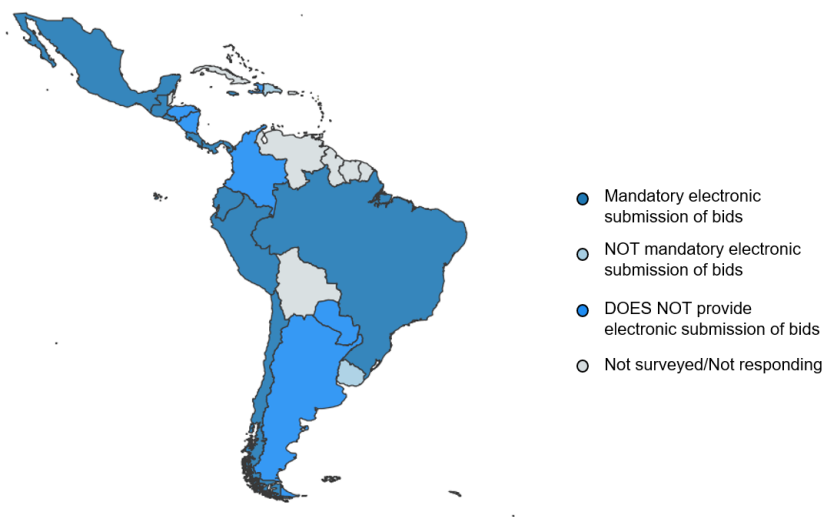 Mandatory electronic
submission of bids
NOT mandatory electronic
submission of bids
DOES NOT provide
electronic submission of bids
Not surveyed/Not responding